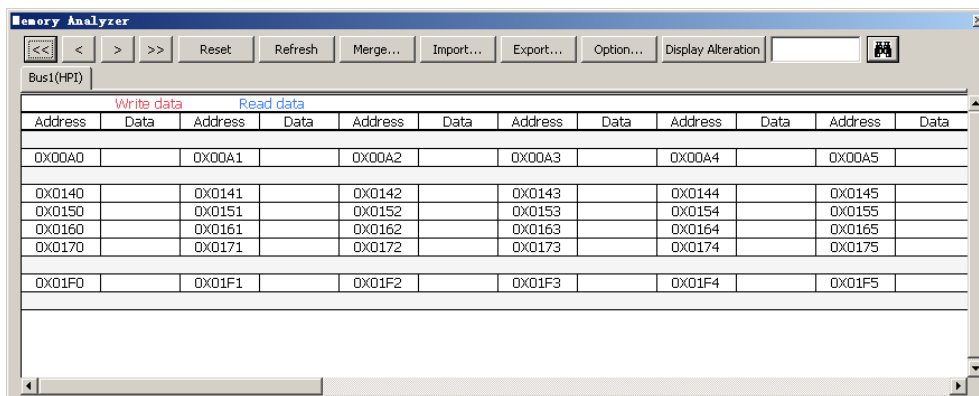 Memory Analyzer
<< < > >> Reset Refresh Merge... Import... Export... Option... Display Alteration
Bus1(HPI)
Write data Read data
Address Data Address Data Address Data Address Data Address Data Address Data
0X00A0 0X00A1 0X00A2 0X00A3 0X00A4 0X00A5
0X0140 0X0141 0X0142 0X0143 0X0144 0X0145
0X0150 0X0151 0X0152 0X0153 0X0154 0X0155
0X0160 0X0161 0X0162 0X0163 0X0164 0X0165
0X0170 0X0171 0X0172 0X0173 0X0174 0X0175
0X01F0 0X01F1 0X01F2 0X01F3 0X01F4 0X01F5